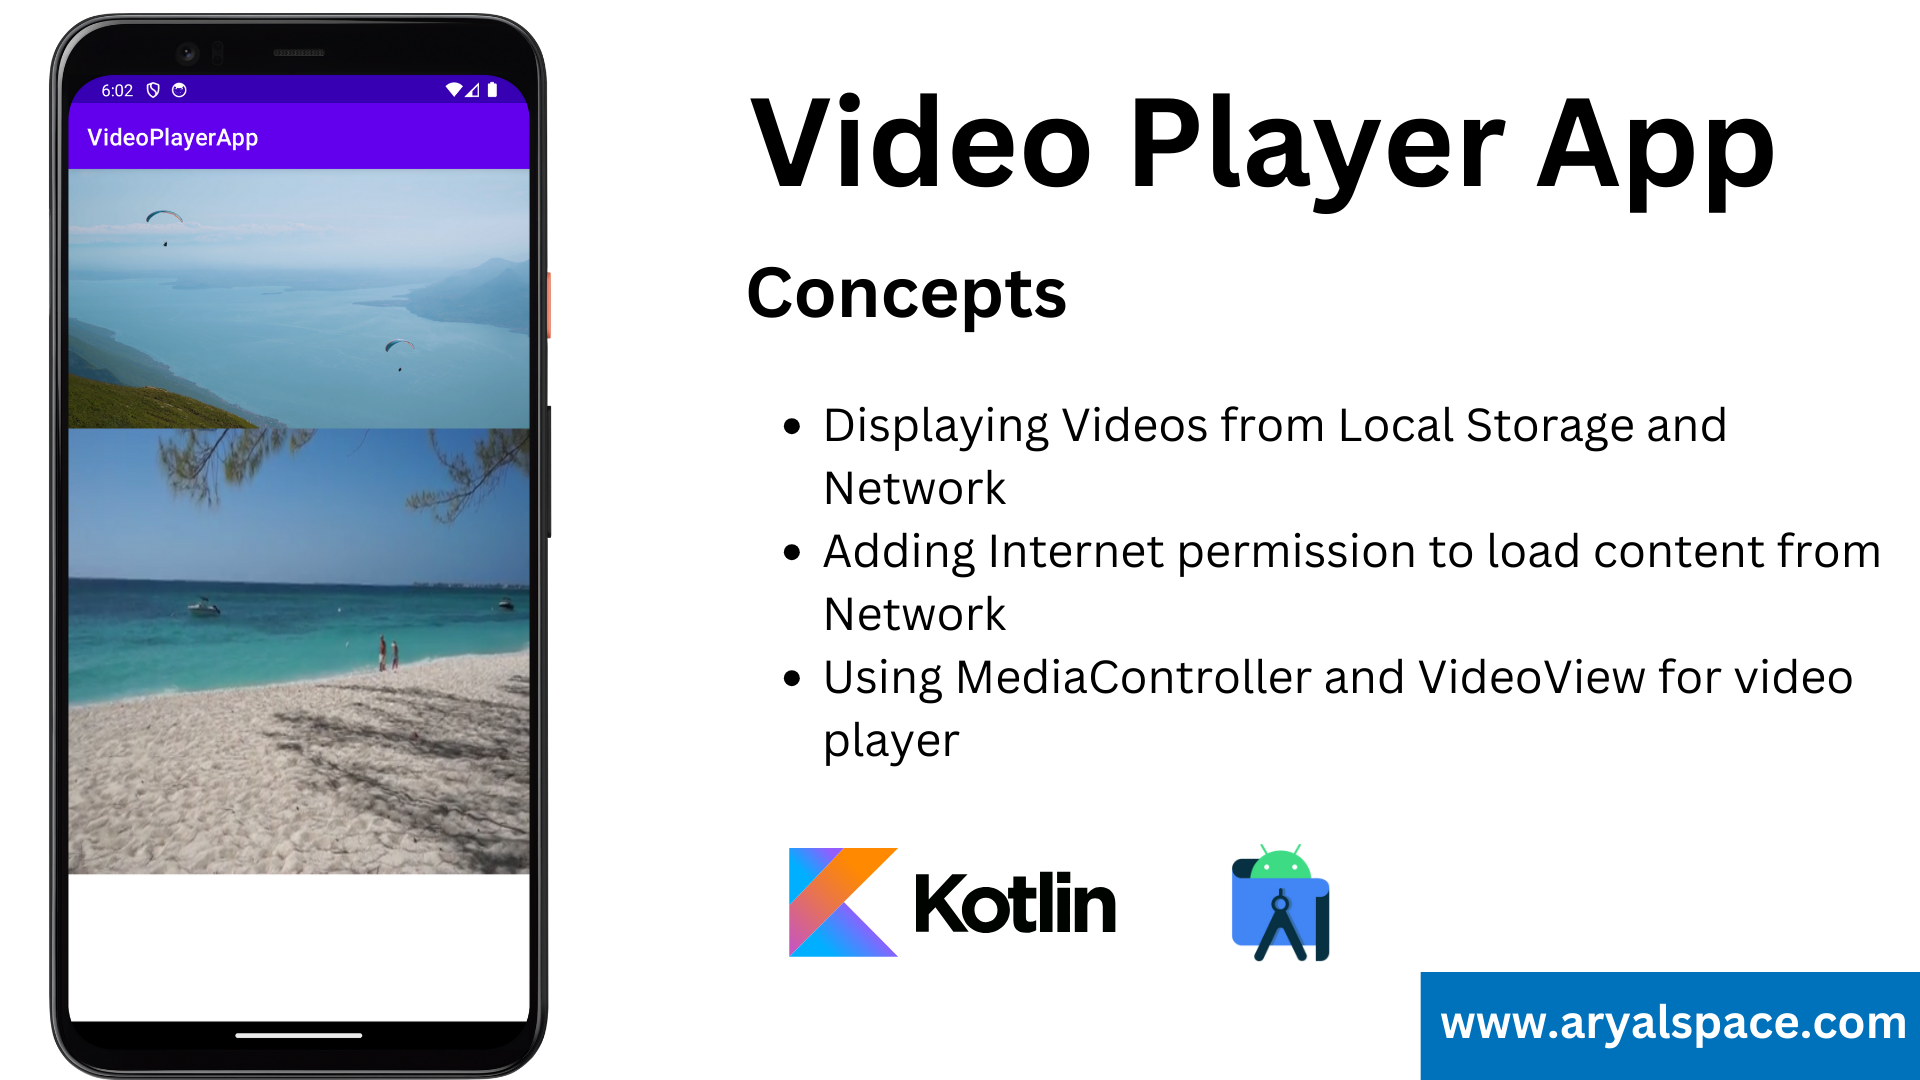 6:02
VideoPlayerApp
Video Player App
Concepts
• Displaying Videos from Local Storage and
Network
• Adding Internet permission to load content from
Network
• Using MediaController and VideoView for video
player
Kotlin
www.aryalspace.com